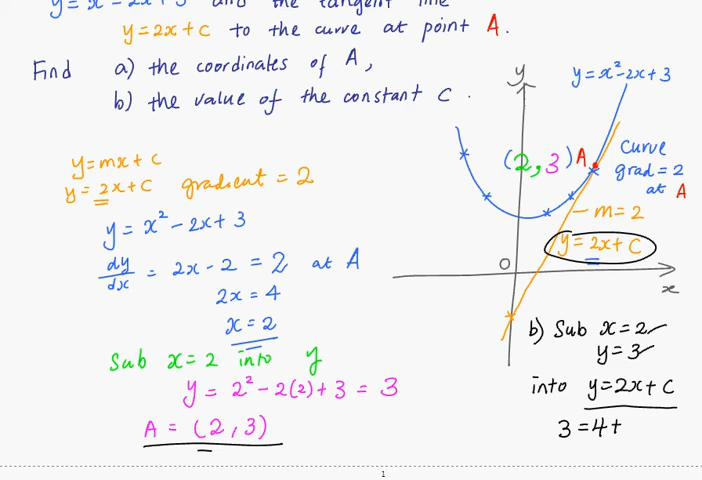 y = x² - 2x + 3 and the tangent line
y = 2x + c to the curve at point A.
Find a) the coordinates of A,
b) the value of the constant c.
y = mx + c
y = 2x + c gradient = 2
y = x² - 2x + 3
dy/dx = 2x - 2 = 2 at A
2x = 4
x = 2
Sub x = 2 into y
y = 2² - 2(2) + 3 = 3
A = (2, 3)
y
y = x² - 2x + 3
(2, 3) A
Curve
grad = 2
at A
m = 2
y = 2x + c
O
x
b) Sub x = 2
y = 3
into y = 2x + c
3 = 4 +
1